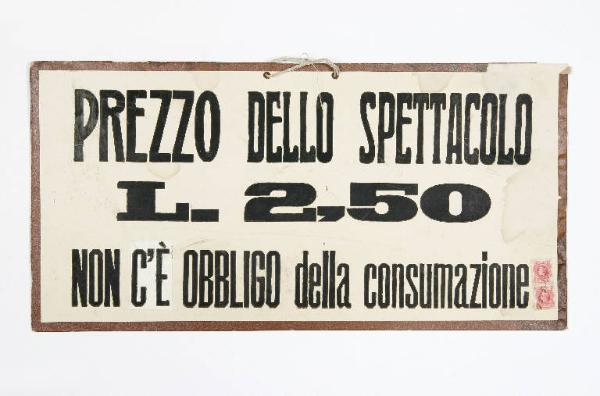 PREZZO DELLO SPETTACOLO
L. 2,50
NON C'È OBBLIGO della consumazione